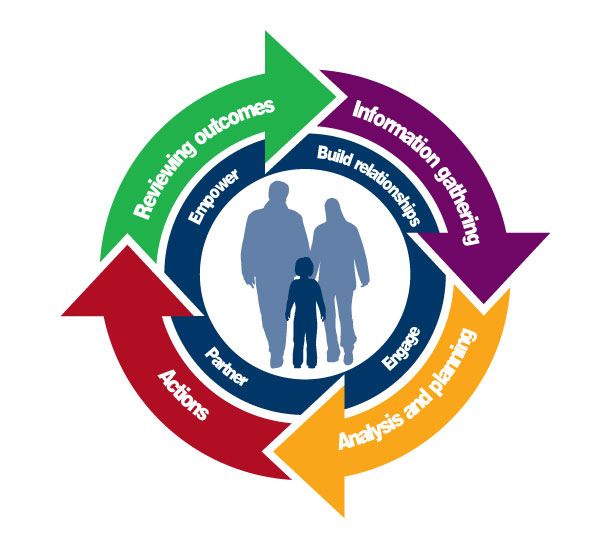 Reviewing outcomes
Information gathering
Empower
Build relationships
Partner
Engage
Actions
Analysis and planning